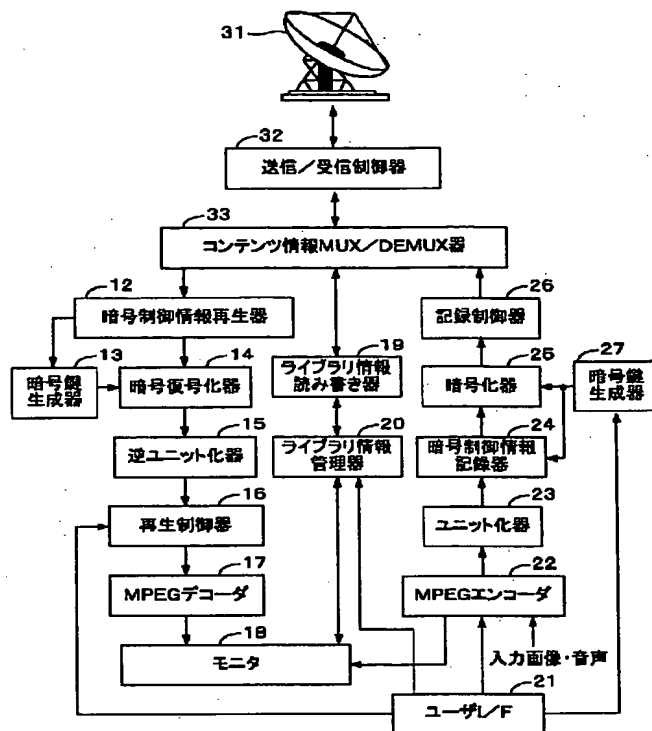 31
32
送信／受信制御器
33
コンテンツ情報MUX／DEMUX器
12
暗号制御情報再生器
26
記録制御器
13
暗号鍵
生成器
14
暗号復号化器
19
ライブラリ情報
読み書き器
25
暗号化器
27
暗号鍵
生成器
15
逆ユニット化器
20
ライブラリ情報
管理器
24
暗号制御情報
記録器
16
再生制御器
23
ユニット化器
17
MPEGデコーダ
22
MPEGエンコーダ
18
モニタ
入力画像・音声
21
ユーザI／F